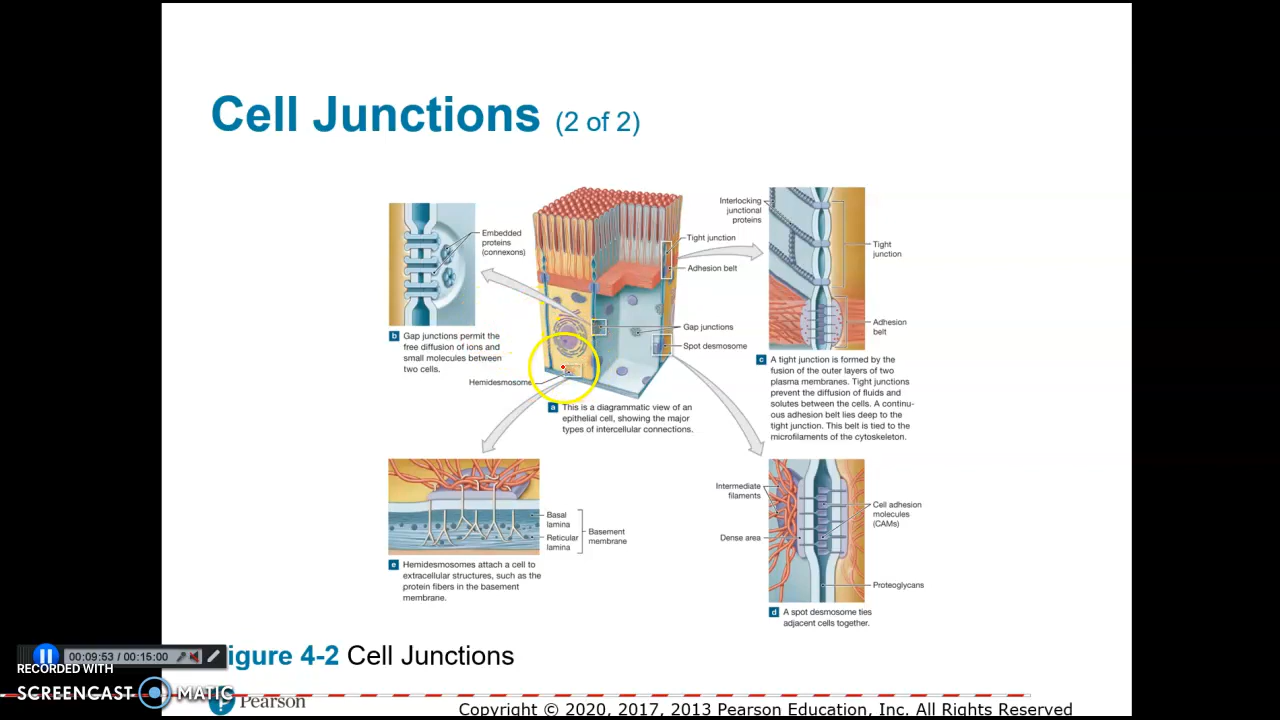 Cell Junctions (2 of 2)
Embedded
proteins
(connexons)
b Gap junctions permit the
free diffusion of ions and
small molecules between
two cells.
Tight junction
Adhesion belt
Gap junctions
Spot desmosome
Hemidesmosome
a This is a diagrammatic view of an
epithelial cell, showing the major
types of intercellular connections.
Interlocking
junctional
proteins
Tight
junction
Adhesion
belt
c A tight junction is formed by the
fusion of the outer layers of two
plasma membranes. Tight junctions
prevent the diffusion of fluids and
solutes between the cells. A continu-
ous adhesion belt lies deep to the
tight junction. This belt is tied to the
microfilaments of the cytoskeleton.
Basal
lamina
Reticular
lamina
Basement
membrane
e Hemidesmosomes attach a cell to
extracellular structures, such as the
protein fibers in the basement
membrane.
Intermediate
filaments
Dense area
Cell adhesion
molecules
(CAMs)
Proteoglycans
d A spot desmosome ties
adjacent cells together.
igure 4-2 Cell Junctions
00:09:53 / 00:15:00
RECORDED WITH
SCREENCAST MATIC
Pearson
Copyright © 2020, 2017, 2013 Pearson Education, Inc. All Rights Reserved